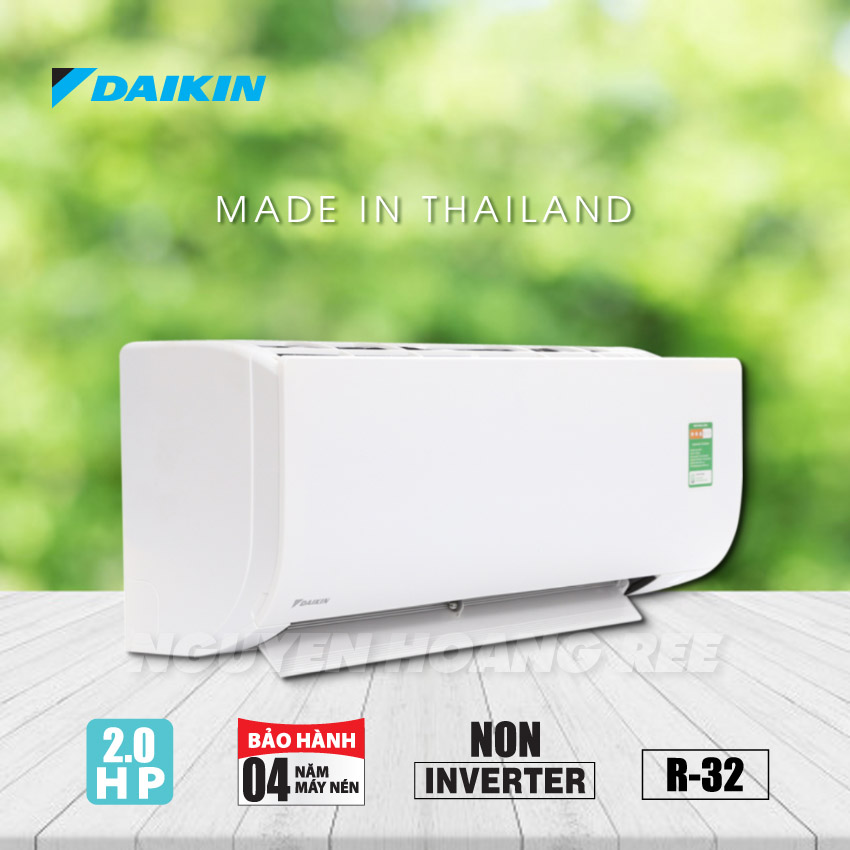 DAIKIN
MADE IN THAILAND
DAIKIN
NGUYEN HOANG REE
2.0
HP
BẢO HÀNH
04 NĂM
MÁY NÉN
NON
INVERTER
R-32